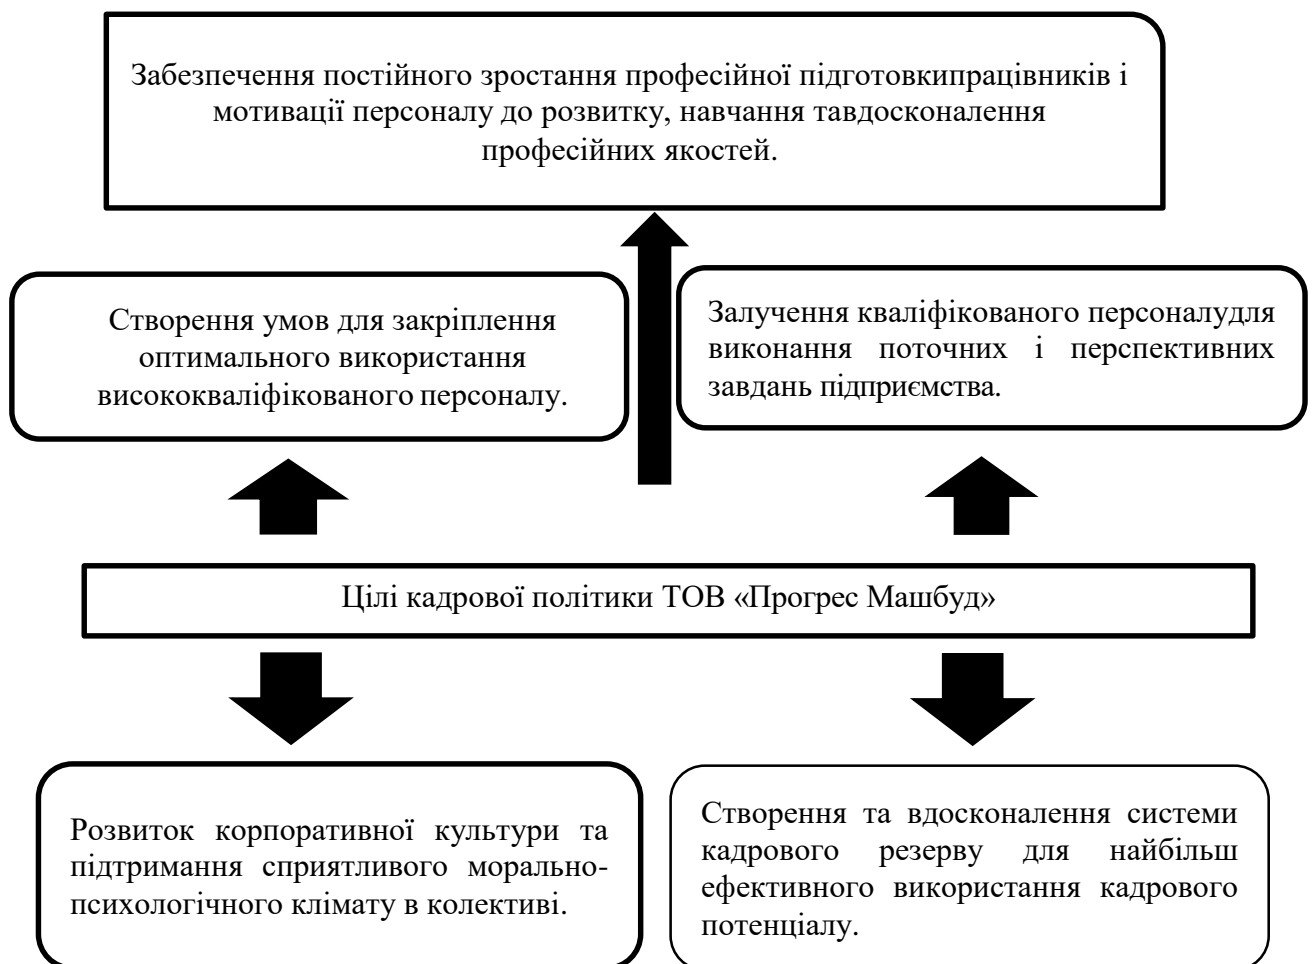 Забезпечення постійного зростання професійної підготовкипрацівників і
мотивації персоналу до розвитку, навчання тавдосконалення
професійних якостей.
Створення умов для закріплення
оптимального використання
висококваліфікованого персоналу.
Залучення кваліфікованого персоналудля
виконання поточних і перспективних
завдань підприємства.
Цілі кадрової політики ТОВ «Прогрес Машбуд»
Розвиток корпоративної культури та
підтримання сприятливого морально-
психологічного клімату в колективі.
Створення та вдосконалення системи
кадрового резерву для найбільш
ефективного використання кадрового
потенціалу.